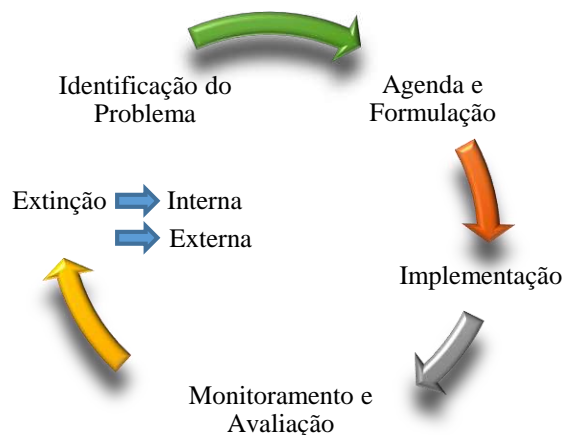 Identificação do
Problema
Agenda e
Formulação
Extinção Interna
Externa
Implementação
Monitoramento e
Avaliação